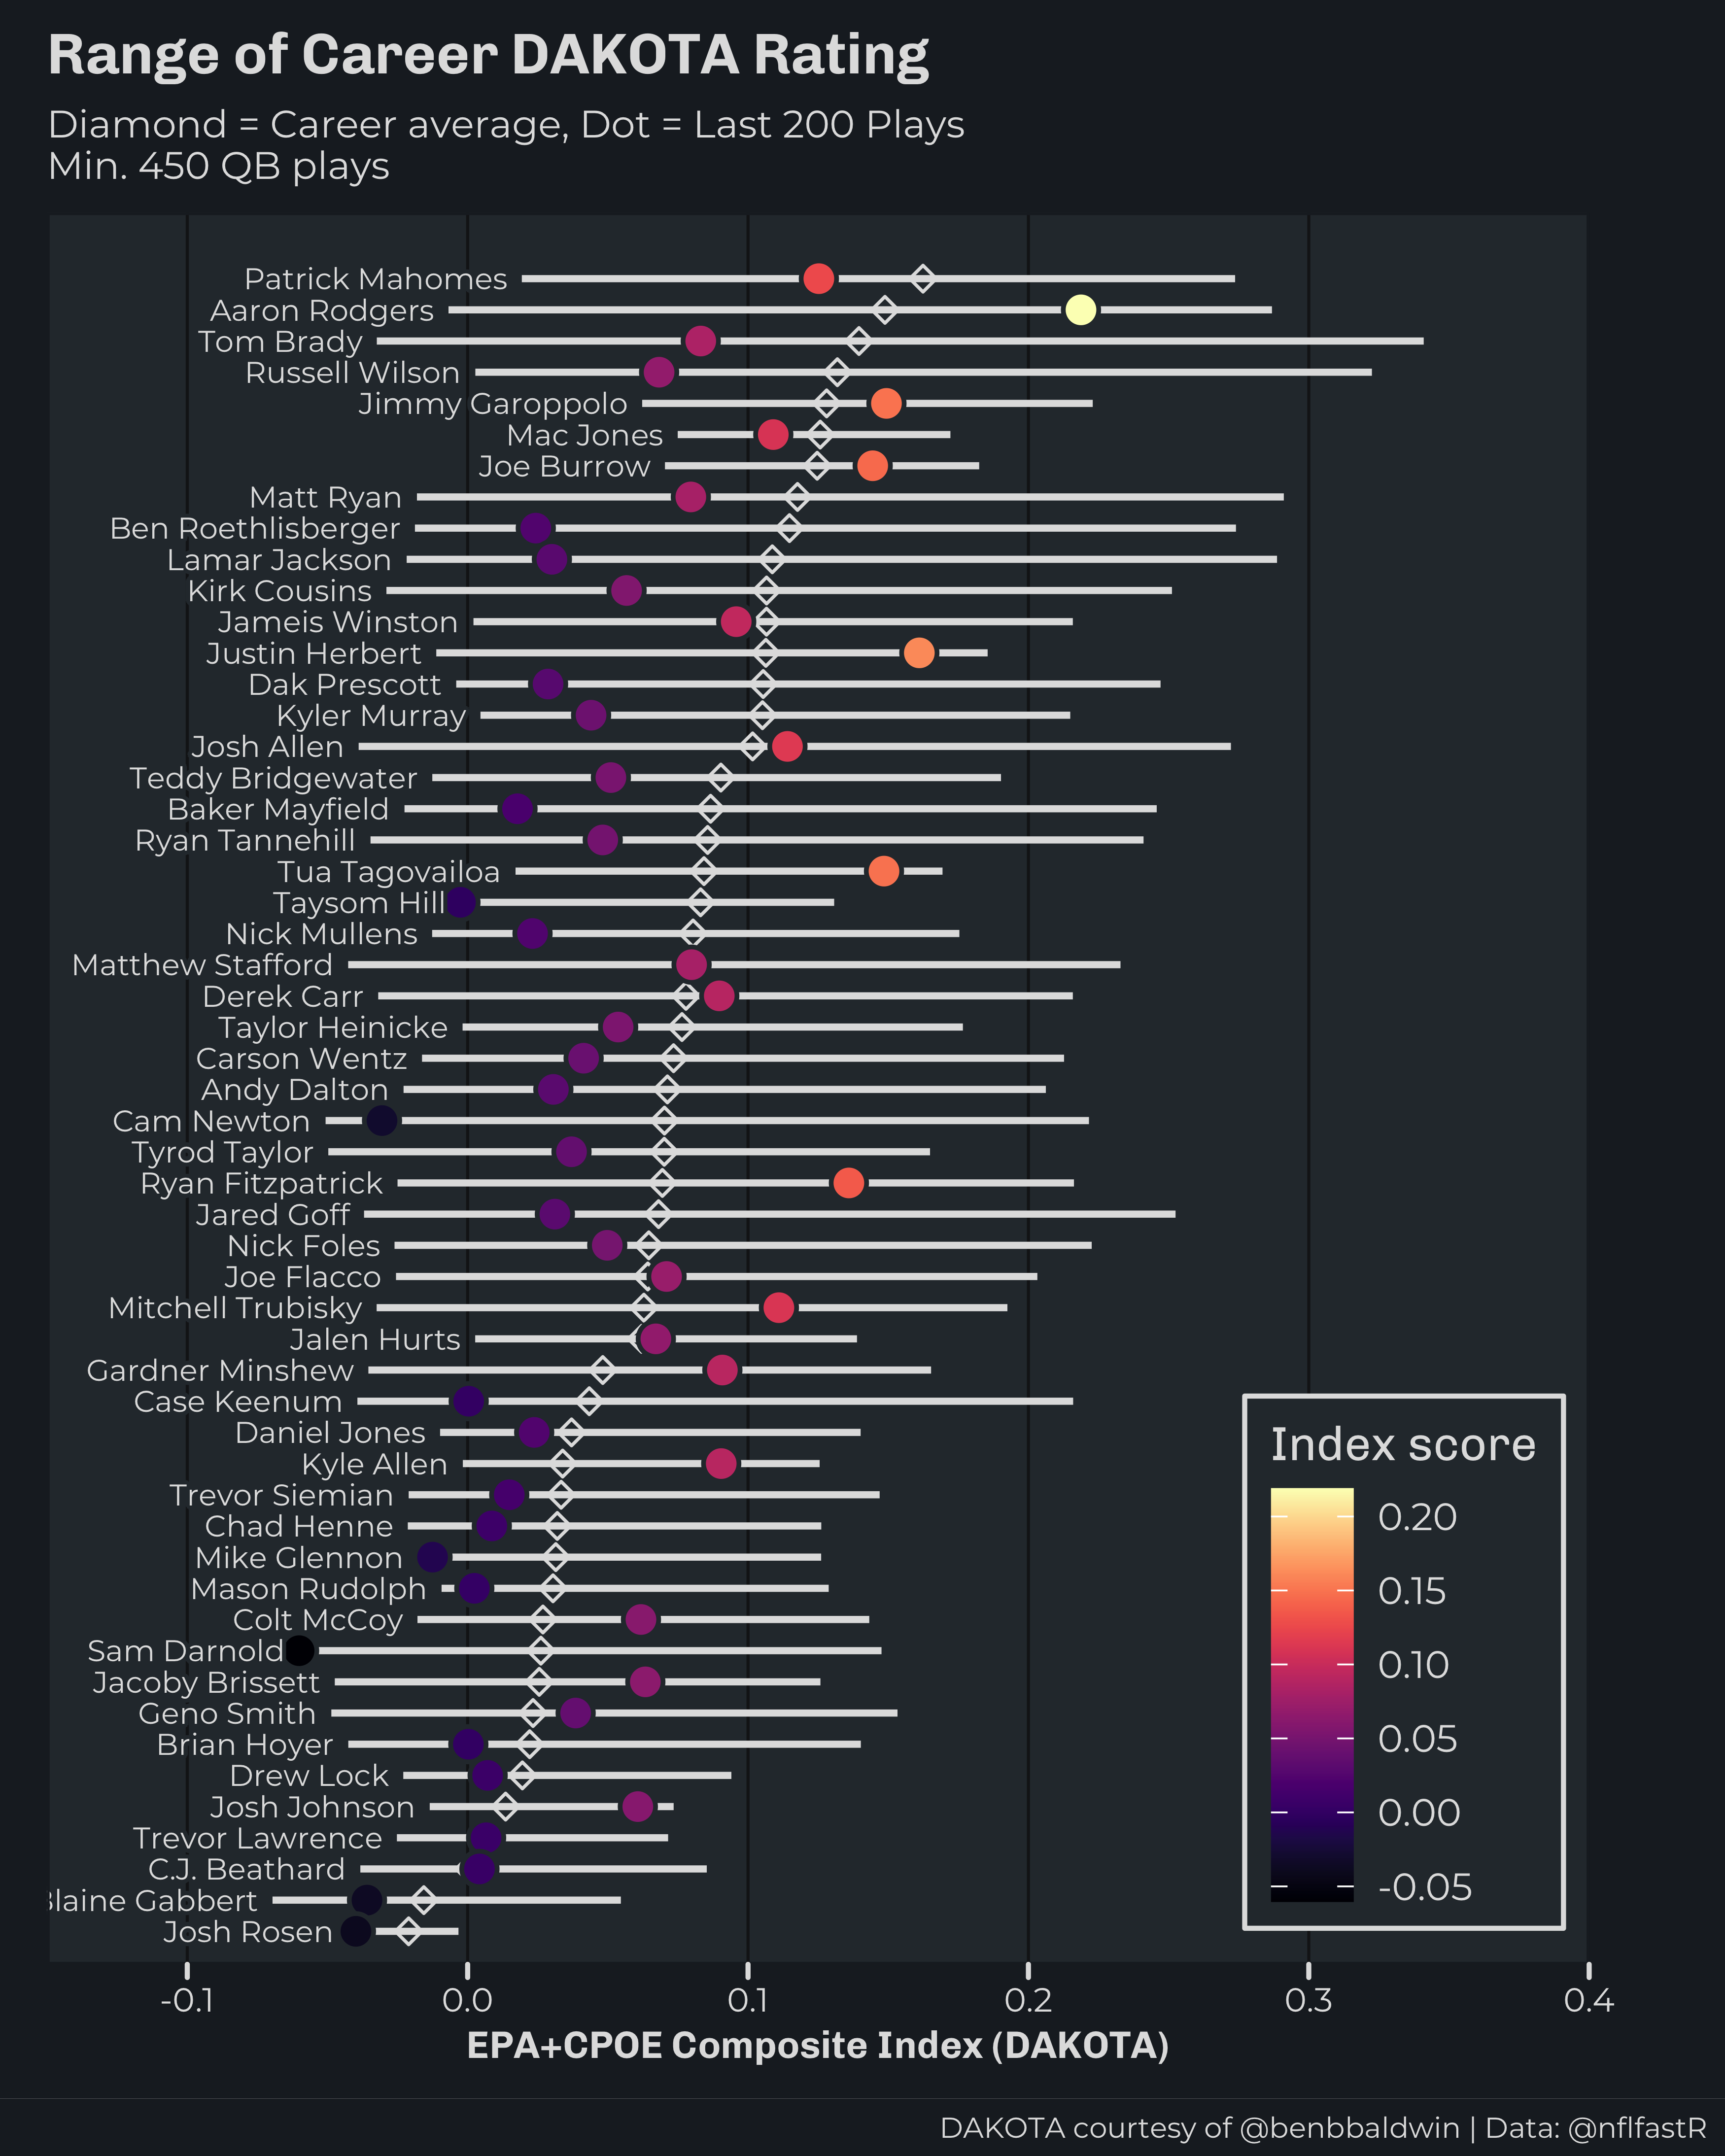 Range of Career DAKOTA Rating
Diamond = Career average, Dot = Last 200 Plays
Min. 450 QB plays
Patrick Mahomes
Aaron Rodgers
Tom Brady
Russell Wilson
Jimmy Garoppolo
Mac Jones
Joe Burrow
Matt Ryan
Ben Roethlisberger
Lamar Jackson
Kirk Cousins
Jameis Winston
Justin Herbert
Dak Prescott
Kyler Murray
Josh Allen
Teddy Bridgewater
Baker Mayfield
Ryan Tannehill
Tua Tagovailoa
Taysom Hill
Nick Mullens
Matthew Stafford
Derek Carr
Taylor Heinicke
Carson Wentz
Andy Dalton
Cam Newton
Tyrod Taylor
Ryan Fitzpatrick
Jared Goff
Nick Foles
Joe Flacco
Mitchell Trubisky
Jalen Hurts
Gardner Minshew
Case Keenum
Daniel Jones
Kyle Allen
Trevor Siemian
Chad Henne
Mike Glennon
Mason Rudolph
Colt McCoy
Sam Darnold
Jacoby Brissett
Geno Smith
Brian Hoyer
Drew Lock
Josh Johnson
Trevor Lawrence
C.J. Beathard
Gabbert
Josh Rosen
Index score
0.20
0.15
0.10
0.05
0.00
-0.05
-0.1 0.0 0.1 0.2 0.3 0.4
EPA+CPOE Composite Index (DAKOTA)
DAKOTA courtesy of @benbbaldwin | Data: @nflfastR